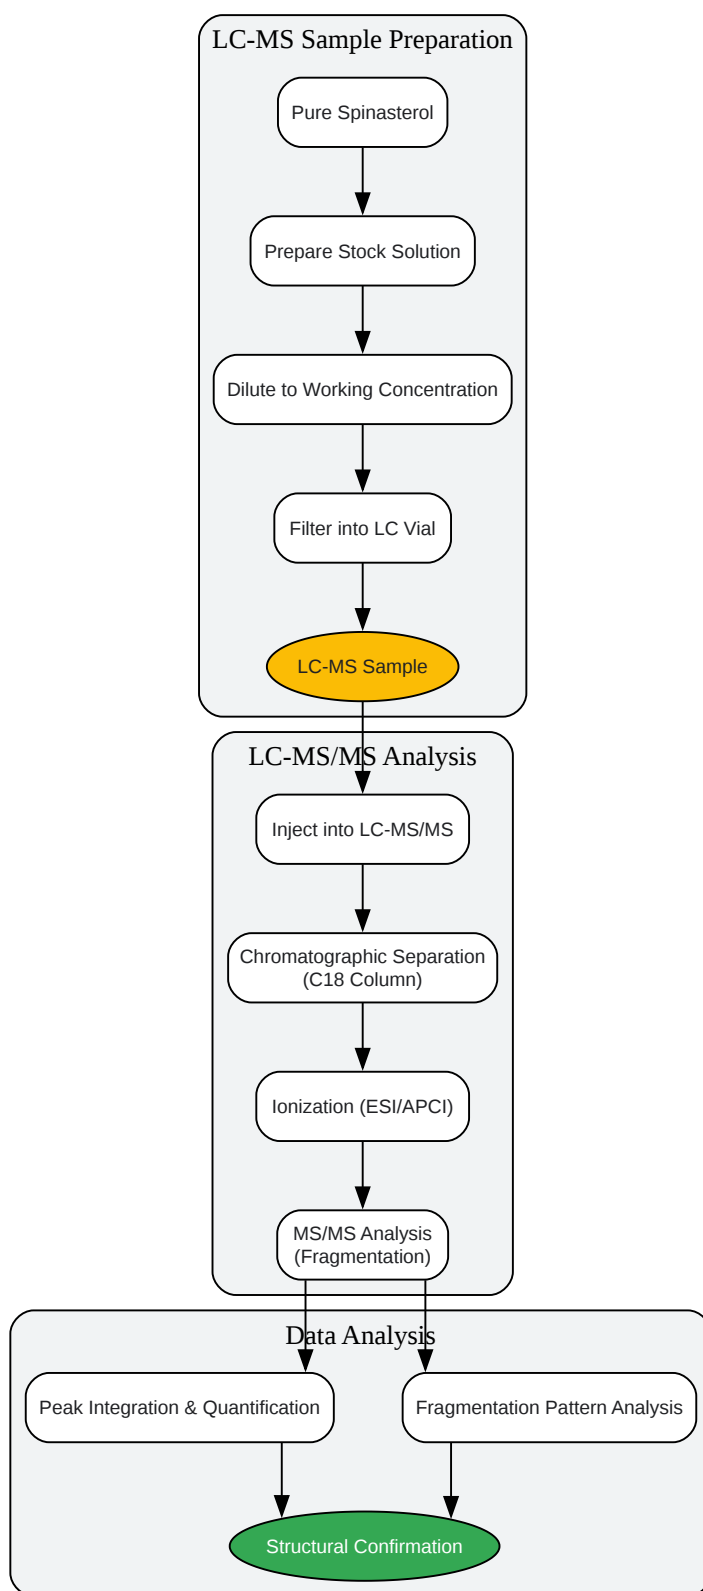 LC-MS Sample Preparation
Pure Spinasterol
Prepare Stock Solution
Dilute to Working Concentration
Filter into LC Vial
LC-MS Sample
LC-MS/MS Analysis
Inject into LC-MS/MS
Chromatographic Separation
(C18 Column)
Ionization (ESI/APCI)
MS/MS Analysis
(Fragmentation)
Data Analysis
Peak Integration & Quantification
Fragmentation Pattern Analysis
Structural Confirmation